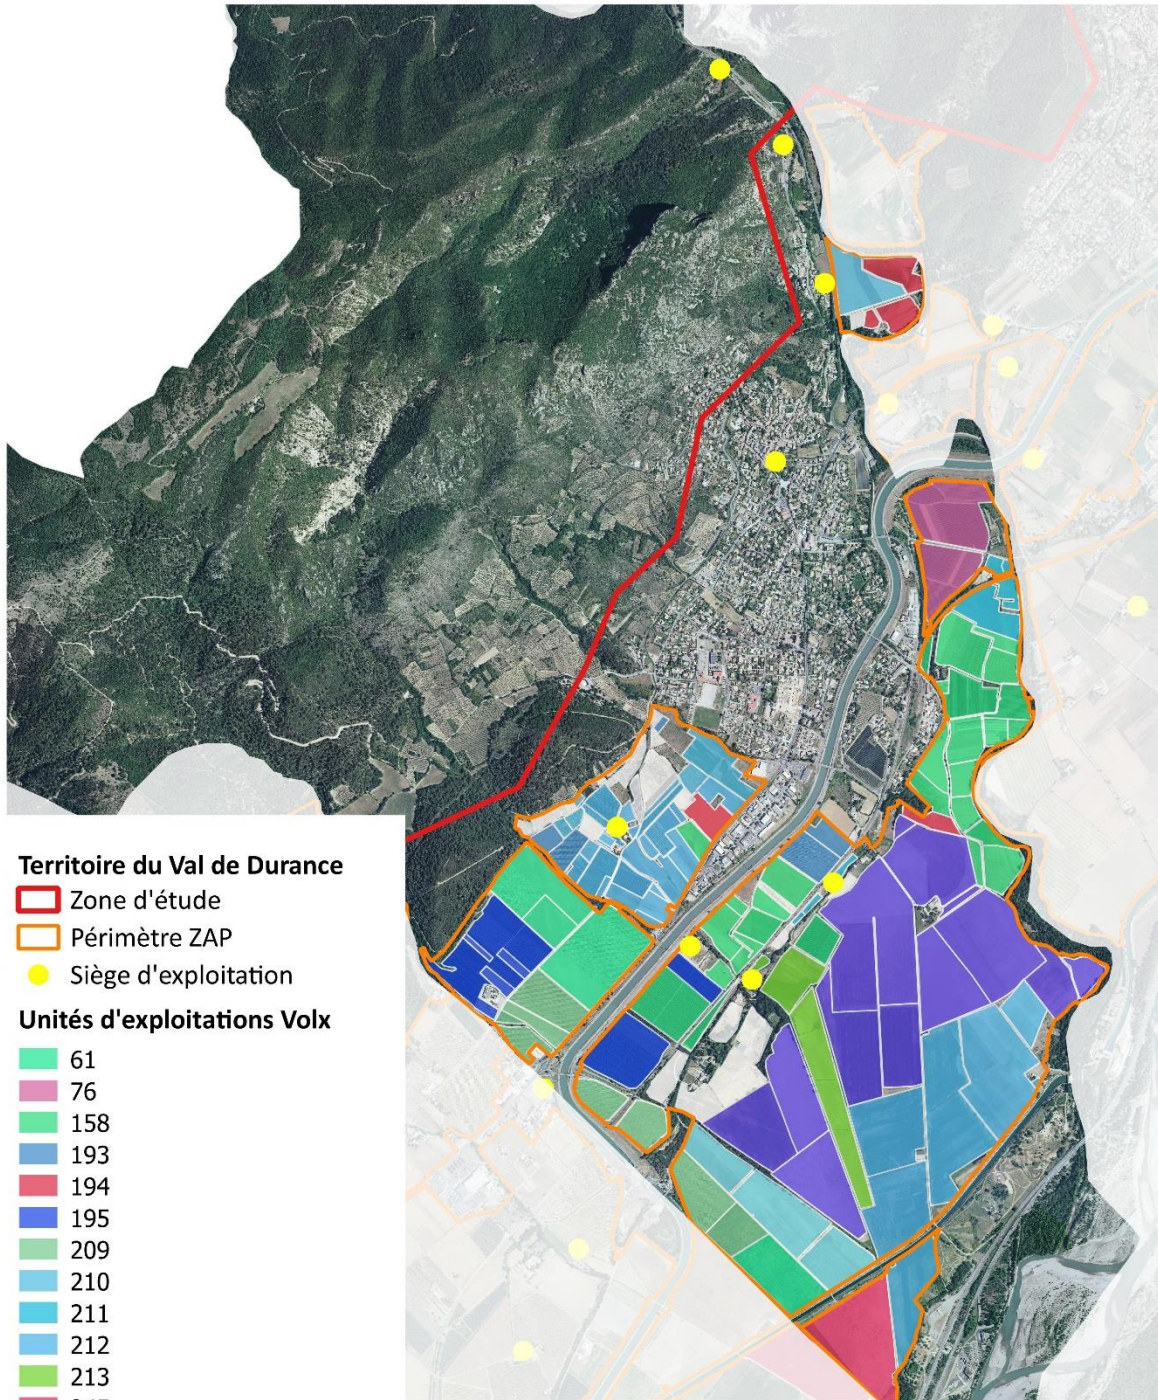 Territoire du Val de Durance
Zone d'étude
Périmètre ZAP
Siège d'exploitation
Unités d'exploitations Volx
61
76
158
193
194
195
209
210
211
212
213